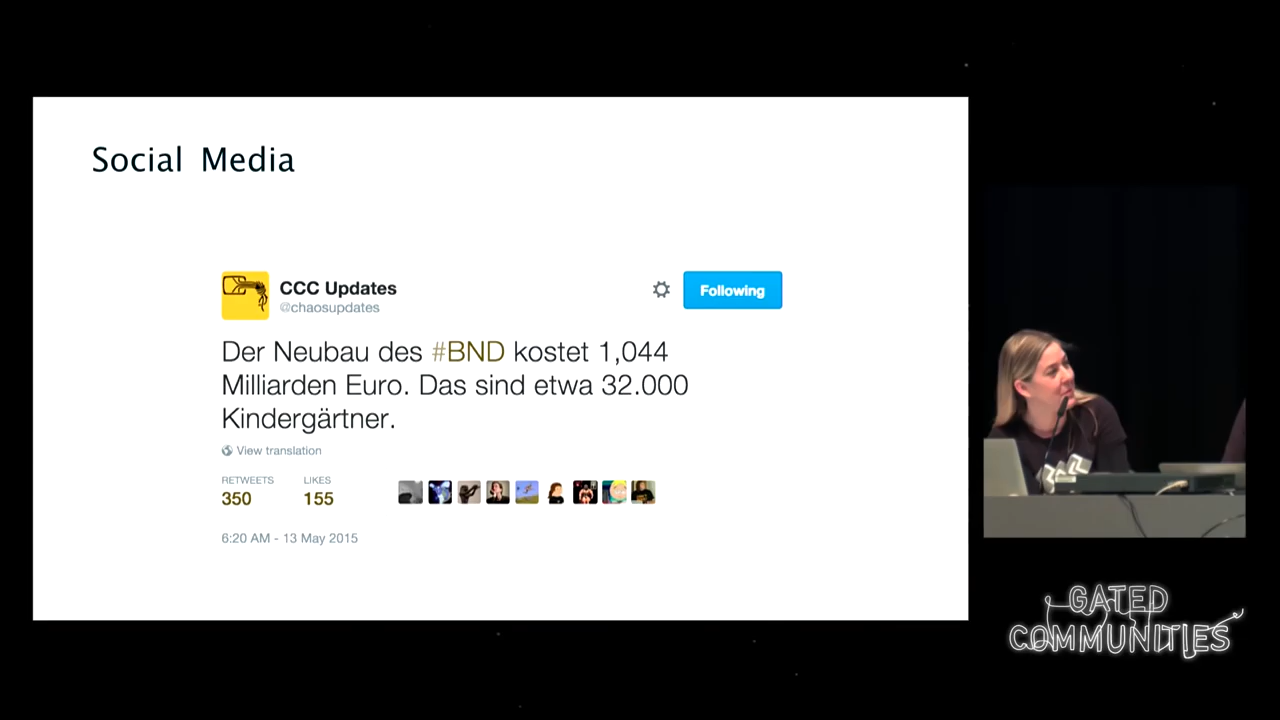 Social Media
CCC Updates
@chaosupdates
Following
Der Neubau des #BND kostet 1,044
Milliarden Euro. Das sind etwa 32.000
Kindergärtner.
View translation
RETWEETS
LIKES
350
155
6:20 AM - 13 May 2015
GATED
COMMUNITIES